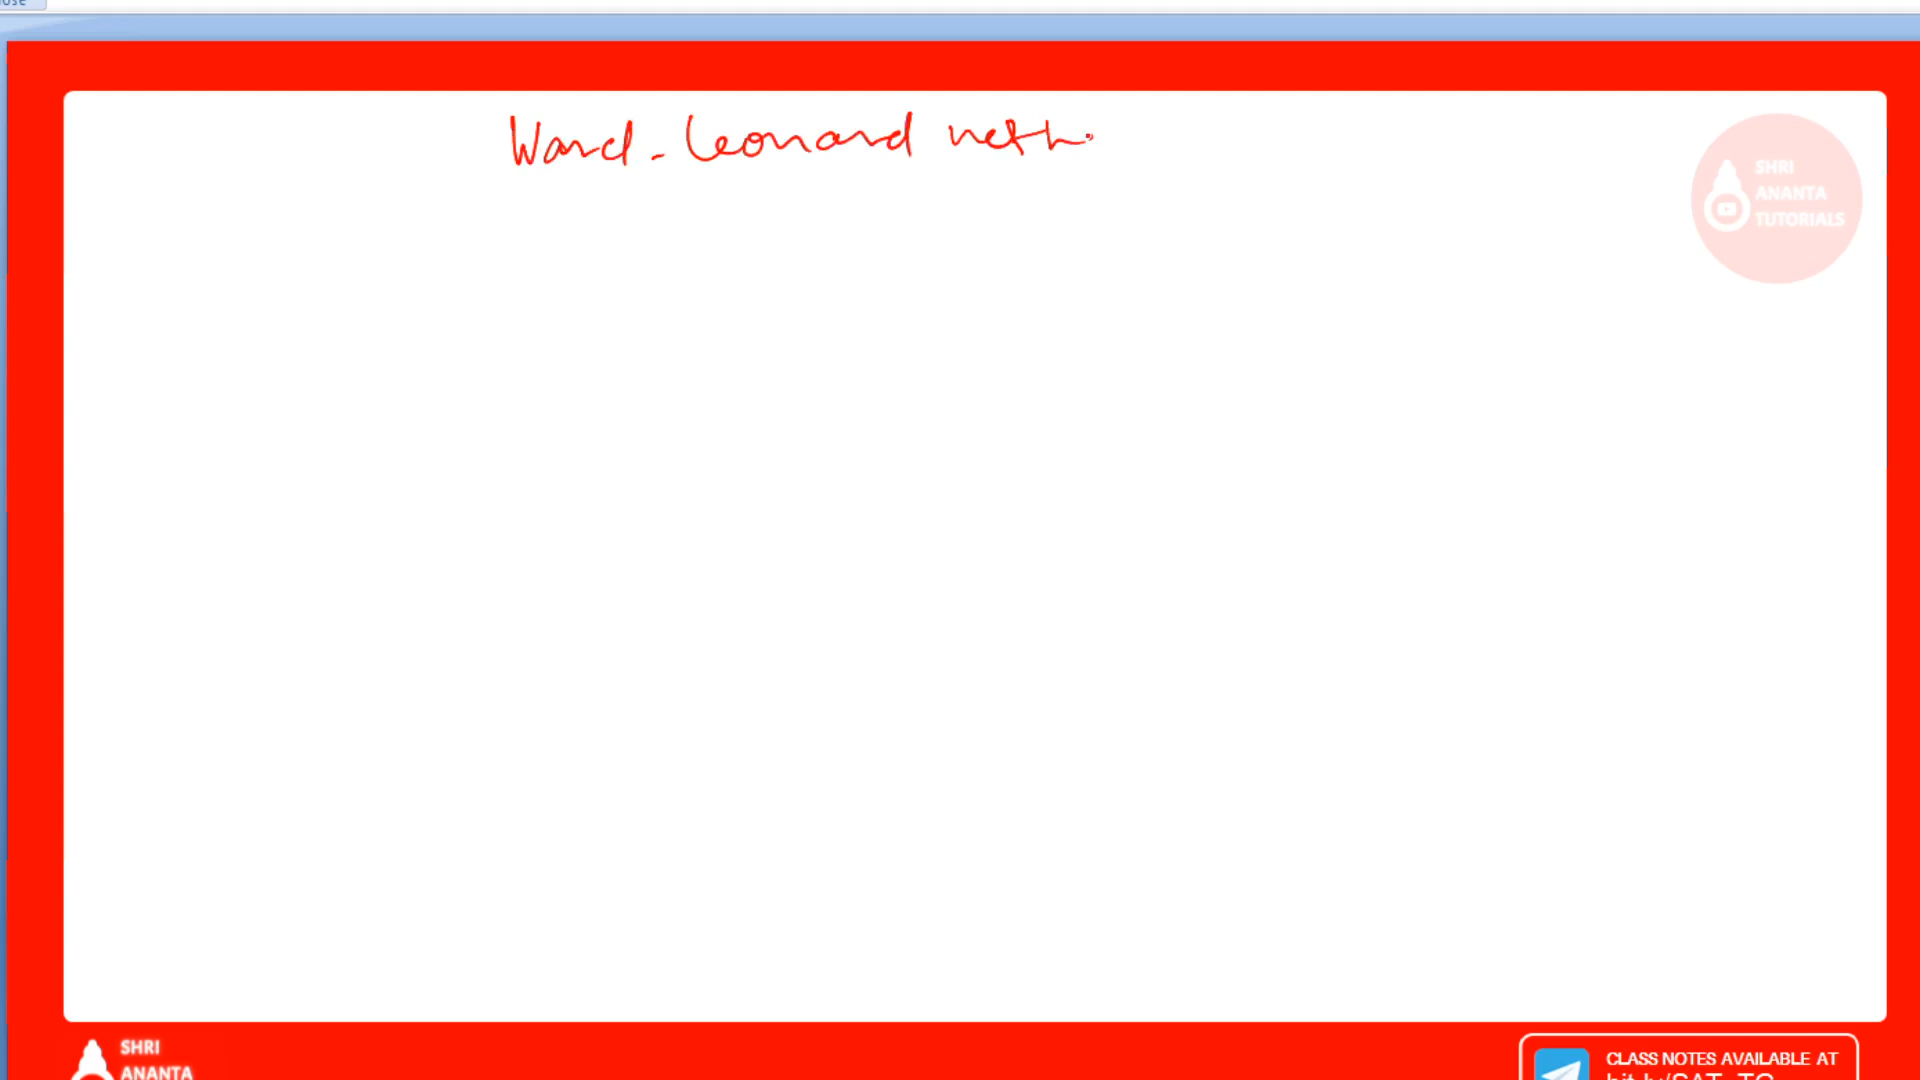 Ward - Leonard meth
SHRI
ANANTA
TUTORIALS
SHRI
ANANTA
CLASS NOTES AVAILABLE AT